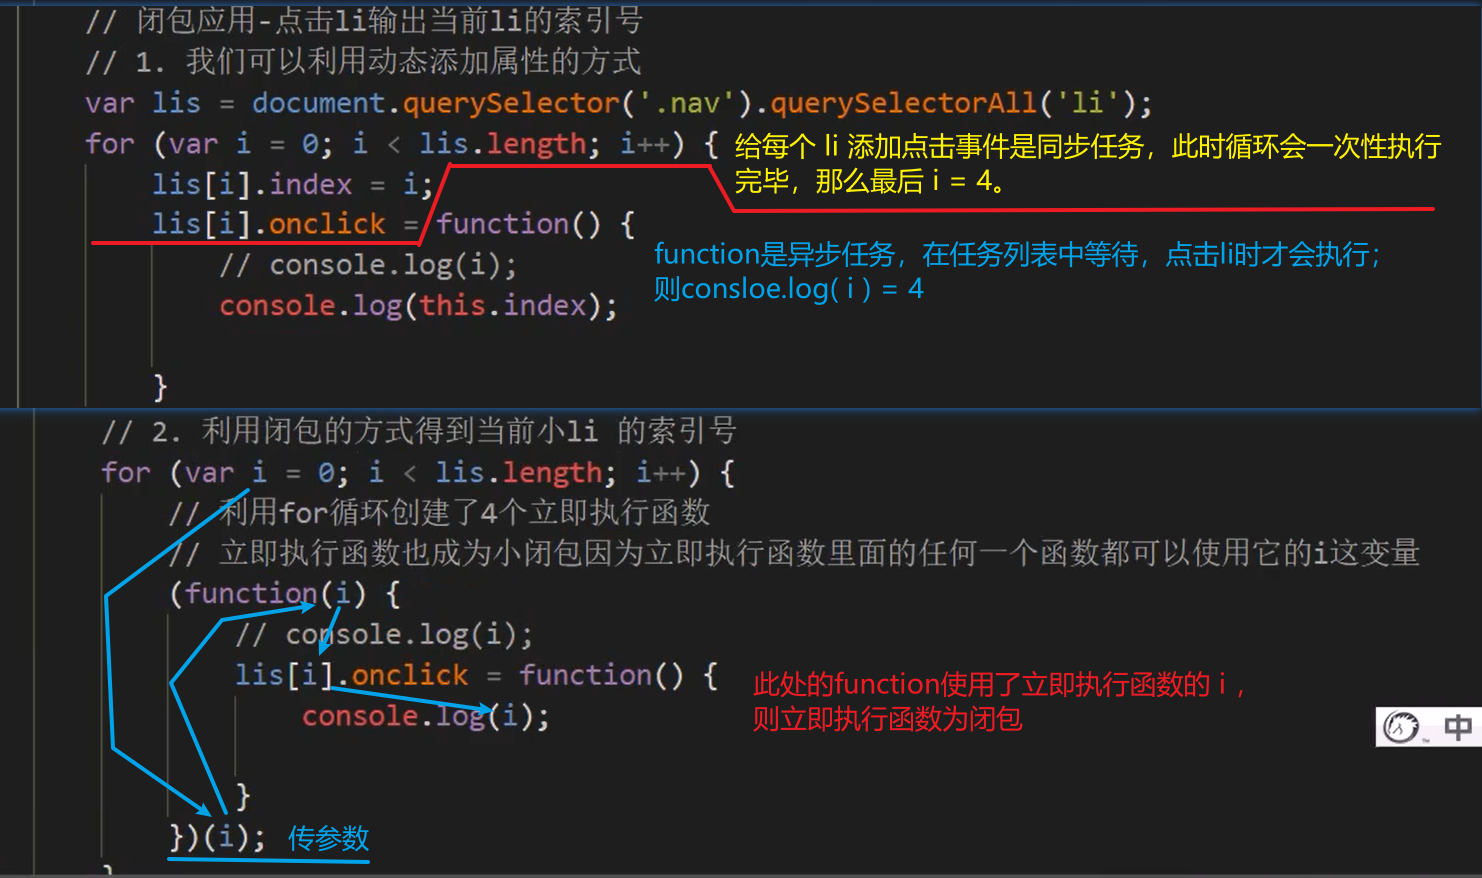 // 闭包应用-点击li输出当前li的索引号
// 1. 我们可以利用动态添加属性的方式
var lis = document.querySelector('.nav').querySelectorAll('li');
for (var i = 0; i < lis.length; i++) {
给每个 li 添加点击事件是同步任务，此时循环会一次性执行
完毕，那么最后 i = 4。
lis[i].index = i;
lis[i].onclick = function() {
function是异步任务，在任务列表中等待，点击li时才会执行；
则consloe.log( i ) = 4
// console.log(i);
console.log(this.index);
}
// 2. 利用闭包的方式得到当前小li 的索引号
for (var i = 0; i < lis.length; i++) {
// 利用for循环创建了4个立即执行函数
// 立即执行函数也成为小闭包因为立即执行函数里面的任何一个函数都可以使用它的i这变量
(function(i) {
// console.log(i);
lis[i].onclick = function() {
console.log(i);
此处的function使用了立即执行函数的 i ，
则立即执行函数为闭包
}
})(i);
传参数
中